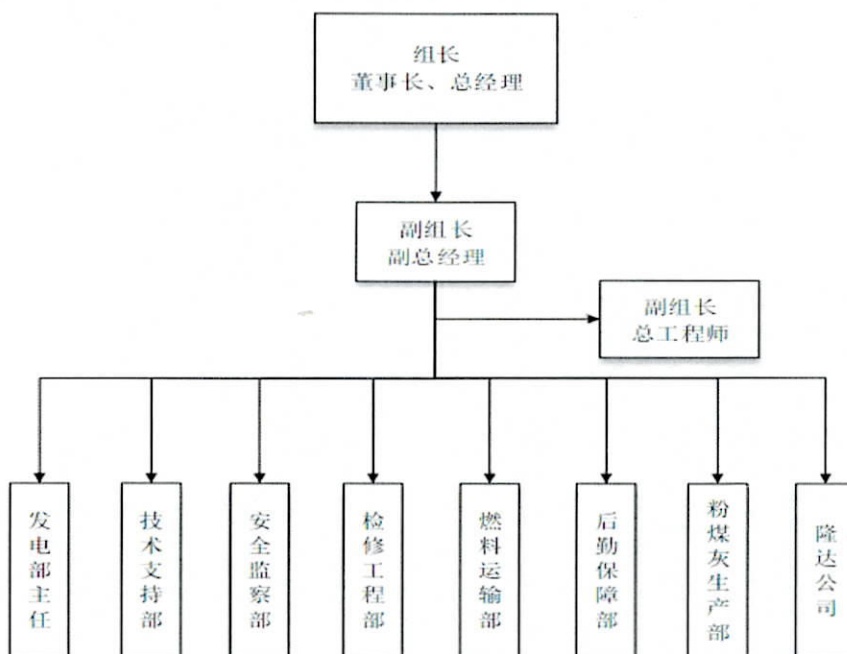 组长
董事长、总经理
副组长
副总经理
副组长
总工程师
发电部主任
技术支持部
安全监察部
检修工程部
燃料运输部
后勤保障部
粉煤灰生产部
隆达公司